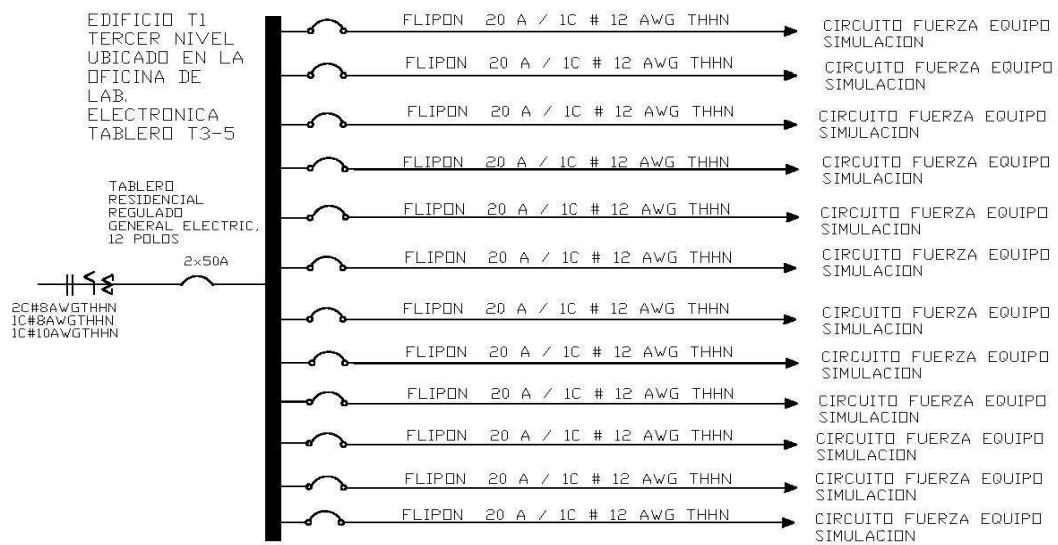 EDIFICIO T1
TERCER NIVEL
UBICADO EN LA
OFICINA DE
LAB.
ELECTRONICA
TABLERO T3-5
TABLERO
RESIDENCIAL
REGULADO
GENERAL ELECTRIC,
12 POLOS
2x50A
2C#8AWGTHHN
1C#8AWGTHHN
1C#10AWGTHHN
FLIPON 20 A / 1C # 12 AWG THHN
CIRCUITO FUERZA EQUIPO
SIMULACION
FLIPON 20 A / 1C # 12 AWG THHN
CIRCUITO FUERZA EQUIPO
SIMULACION
FLIPON 20 A / 1C # 12 AWG THHN
CIRCUITO FUERZA EQUIPO
SIMULACION
FLIPON 20 A / 1C # 12 AWG THHN
CIRCUITO FUERZA EQUIPO
SIMULACION
FLIPON 20 A / 1C # 12 AWG THHN
CIRCUITO FUERZA EQUIPO
SIMULACION
FLIPON 20 A / 1C # 12 AWG THHN
CIRCUITO FUERZA EQUIPO
SIMULACION
FLIPON 20 A / 1C # 12 AWG THHN
CIRCUITO FUERZA EQUIPO
SIMULACION
FLIPON 20 A / 1C # 12 AWG THHN
CIRCUITO FUERZA EQUIPO
SIMULACION
FLIPON 20 A / 1C # 12 AWG THHN
CIRCUITO FUERZA EQUIPO
SIMULACION
FLIPON 20 A / 1C # 12 AWG THHN
CIRCUITO FUERZA EQUIPO
SIMULACION
FLIPON 20 A / 1C # 12 AWG THHN
CIRCUITO FUERZA EQUIPO
SIMULACION
FLIPON 20 A / 1C # 12 AWG THHN
CIRCUITO FUERZA EQUIPO
SIMULACION